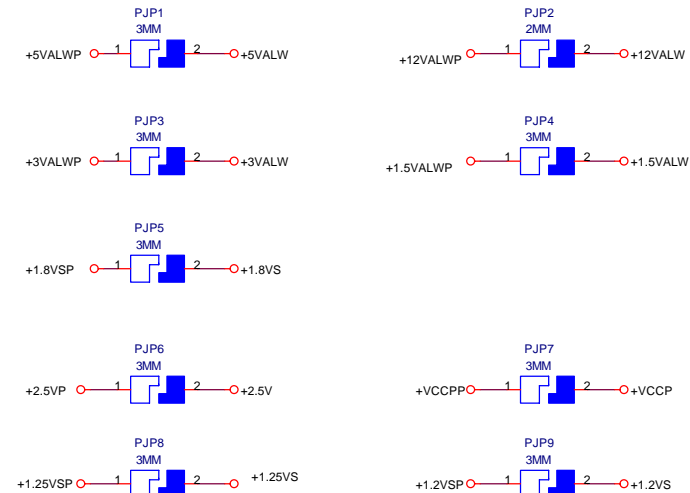 PJP1
3MM
+5VALWP 1 2 +5VALW
PJP2
2MM
+12VALWP 1 2 +12VALW
PJP3
3MM
+3VALWP 1 2 +3VALW
PJP4
3MM
+1.5VALWP 1 2 +1.5VALW
PJP5
3MM
+1.8VSP 1 2 +1.8VS
PJP6
3MM
+2.5VP 1 2 +2.5V
PJP7
3MM
+VCCPP 1 2 +VCCP
PJP8
3MM
+1.25VSP 1 2 +1.25VS
PJP9
3MM
+1.2VSP 1 2 +1.2VS